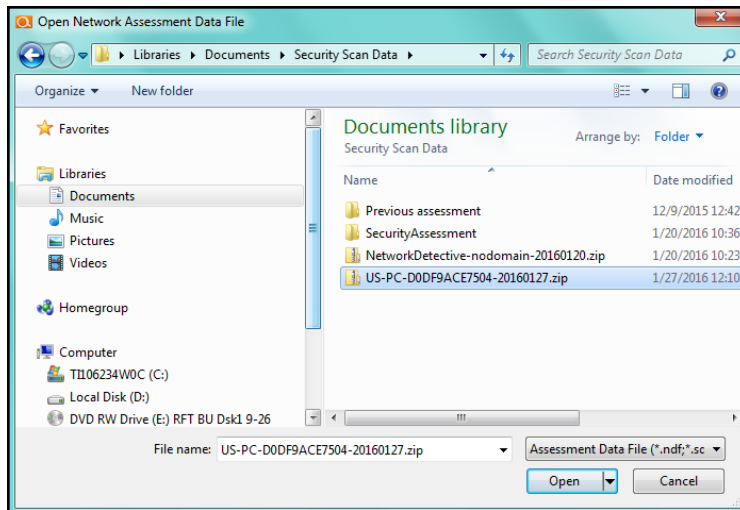 Open Network Assessment Data File
Libraries Documents Security Scan Data
Search Security Scan Data
Organize New folder
Favorites
Libraries
Documents
Music
Pictures
Videos
Homegroup
Computer
TI106234W0C (C:)
Local Disk (D:)
DVD RW Drive (E:) RFT BU Dsk1 9-26
Documents library
Security Scan Data
Arrange by: Folder
Name Date modified
Previous assessment 12/9/2015 12:42
SecurityAssessment 1/20/2016 10:36
NetworkDetective-nodomain-20160120.zip 1/20/2016 10:23
US-PC-D0DF9ACE7504-20160127.zip 1/27/2016 12:10
File name: US-PC-D0DF9ACE7504-20160127.zip Assessment Data File (*.ndf;*.sc
Open Cancel